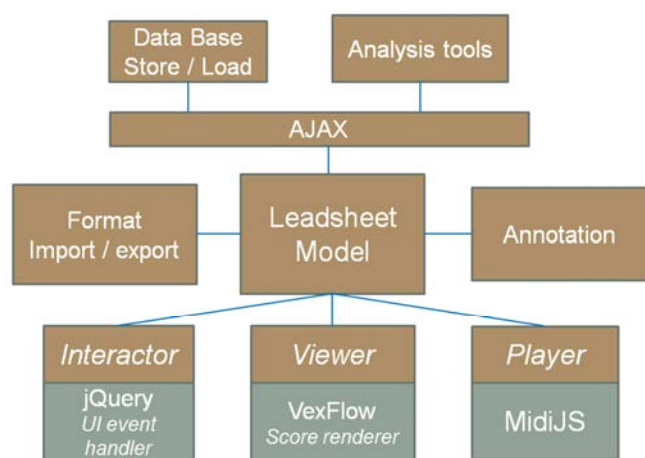 Data Base
Store / Load
Analysis tools
AJAX
Format
Import / export
Leadsheet
Model
Annotation
Interactor
jQuery
UI event
handler
Viewer
VexFlow
Score renderer
Player
MidiJS